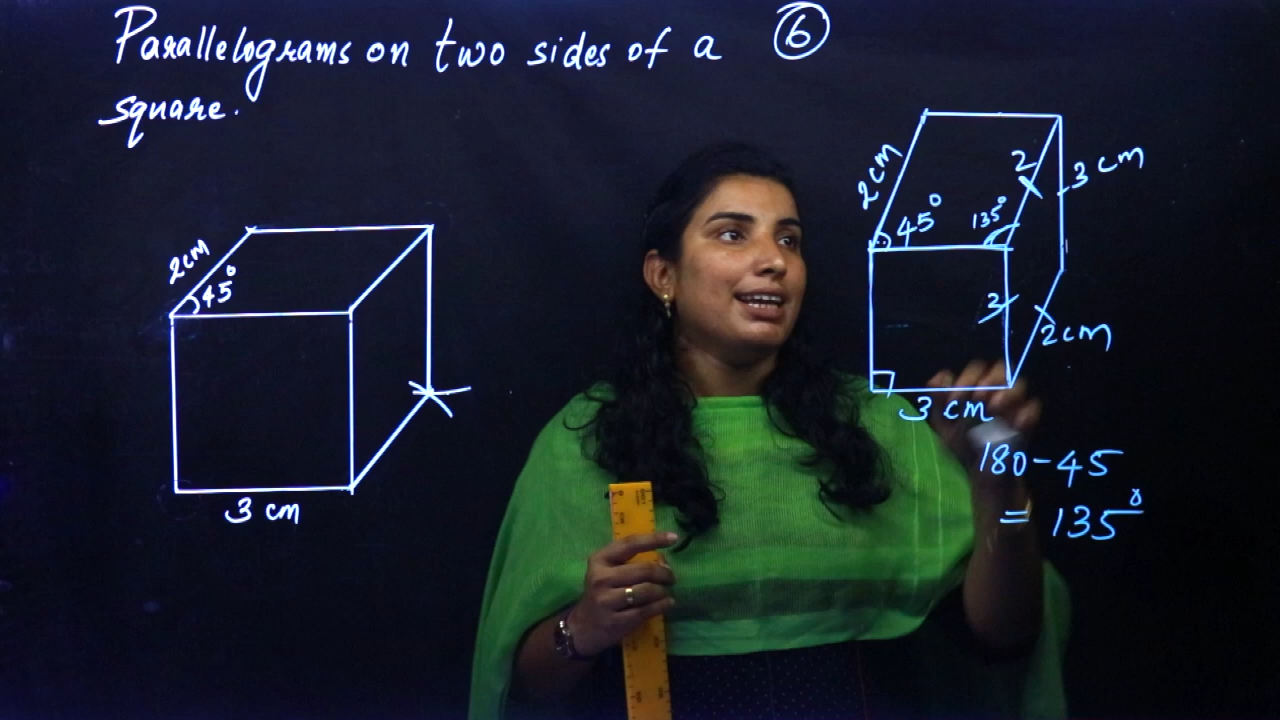 Parallelograms on two sides of a
square.
6
2cm
45°
3 cm
2cm
45°
135°
2
3 cm
3
2cm
3 cm
180-45
= 135°